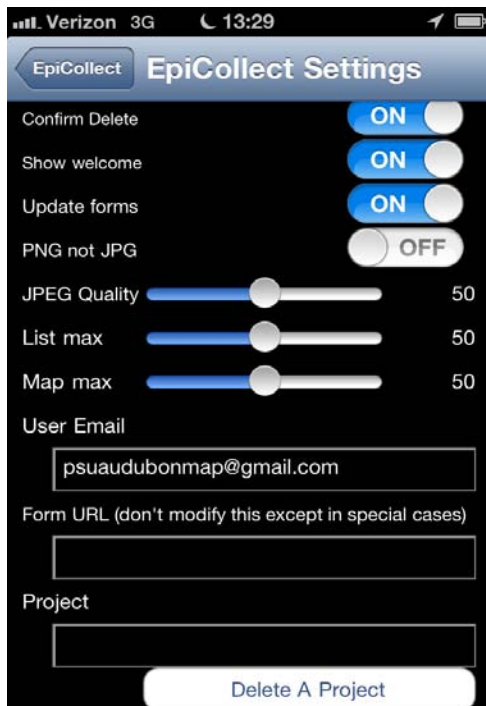 Verizon 3G 13:29
EpiCollect EpiCollect Settings
Confirm Delete ON
Show welcome ON
Update forms ON
PNG not JPG OFF
JPEG Quality 50
List max 50
Map max 50
User Email
psuaudubonmap@gmail.com
Form URL (don't modify this except in special cases)
Project
Delete A Project